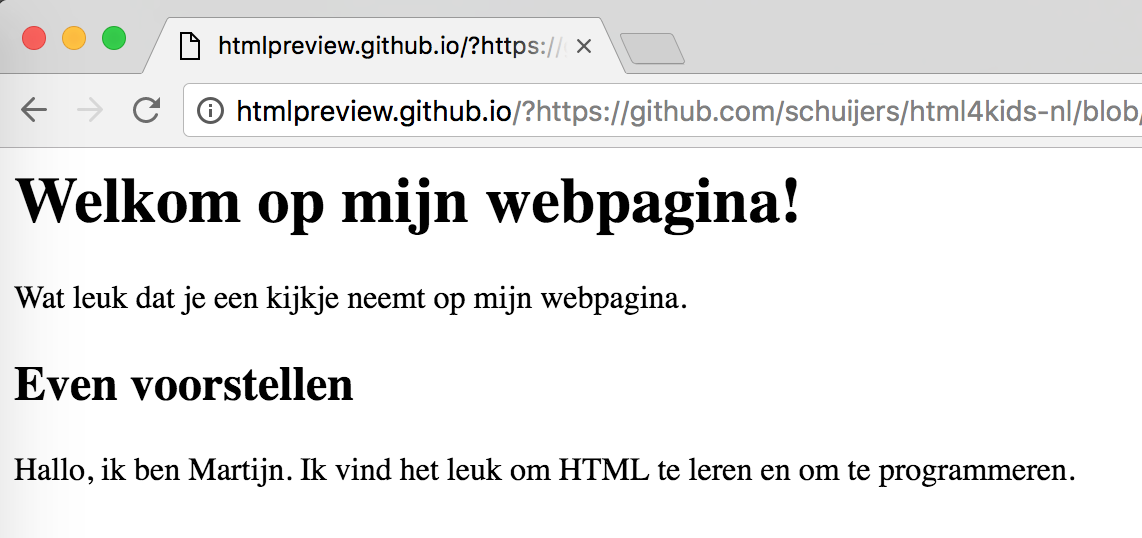 htmlpreview.github.io/?https://
htmlpreview.github.io/?https://github.com/schuijers/html4kids-nl/blob/
Welkom op mijn webpagina!
Wat leuk dat je een kijkje neemt op mijn webpagina.
Even voorstellen
Hallo, ik ben Martijn. Ik vind het leuk om HTML te leren en om te programmeren.